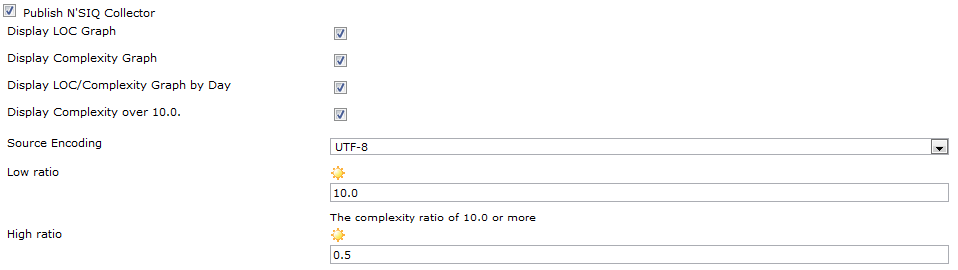 Publish N'SIQ Collector
Display LOC Graph
Display Complexity Graph
Display LOC/Complexity Graph by Day
Display Complexity over 10.0.
Source Encoding
UTF-8
Low ratio
10.0
The complexity ratio of 10.0 or more
High ratio
0.5